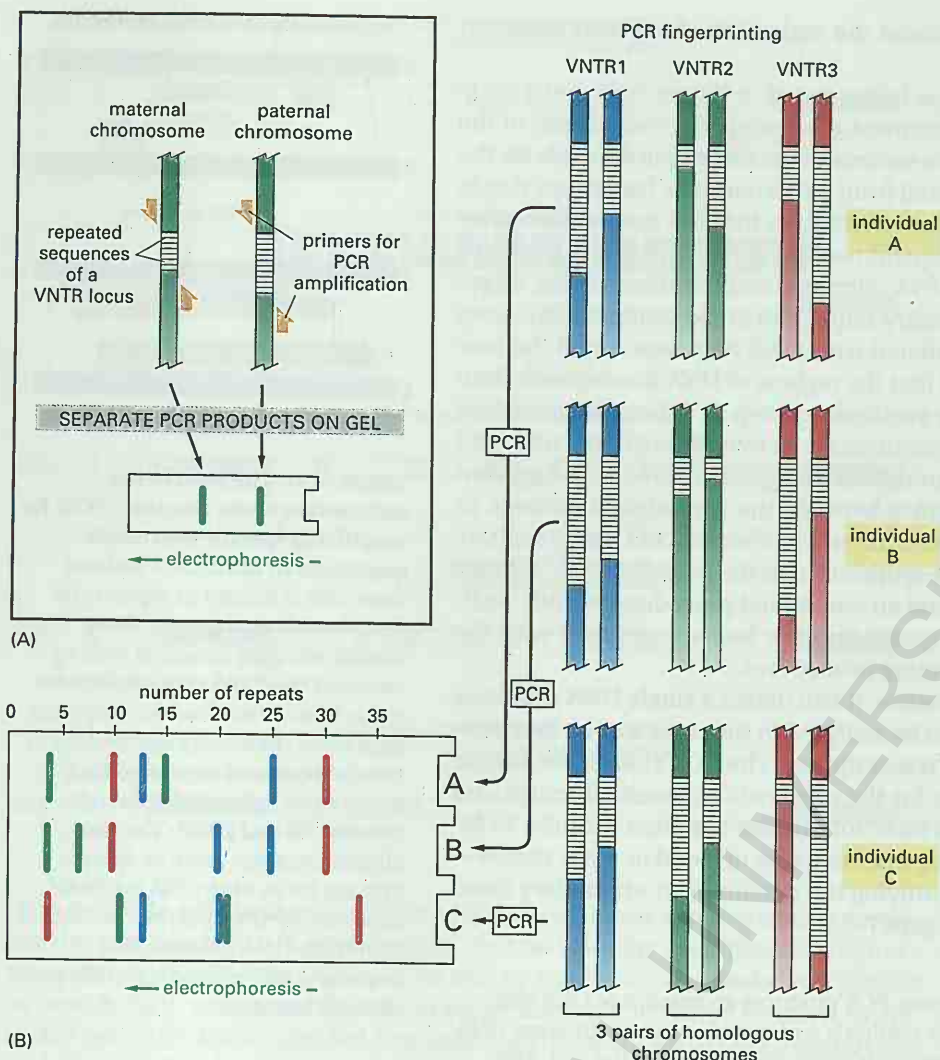 PCR fingerprinting
VNTR1
VNTR2
VNTR3
maternal
chromosome
paternal
chromosome
repeated
sequences
of a
VNTR locus
primers for
PCR
amplification
SEPARATE PCR PRODUCTS ON GEL
electrophoresis –
(A)
individual
A
PCR
individual
B
PCR
number of repeats
0 5 10 15 20 25 30 35
A
B
C
PCR
individual
C
electrophoresis –
(B)
3 pairs of homologous
chromosomes
UNIVERSI